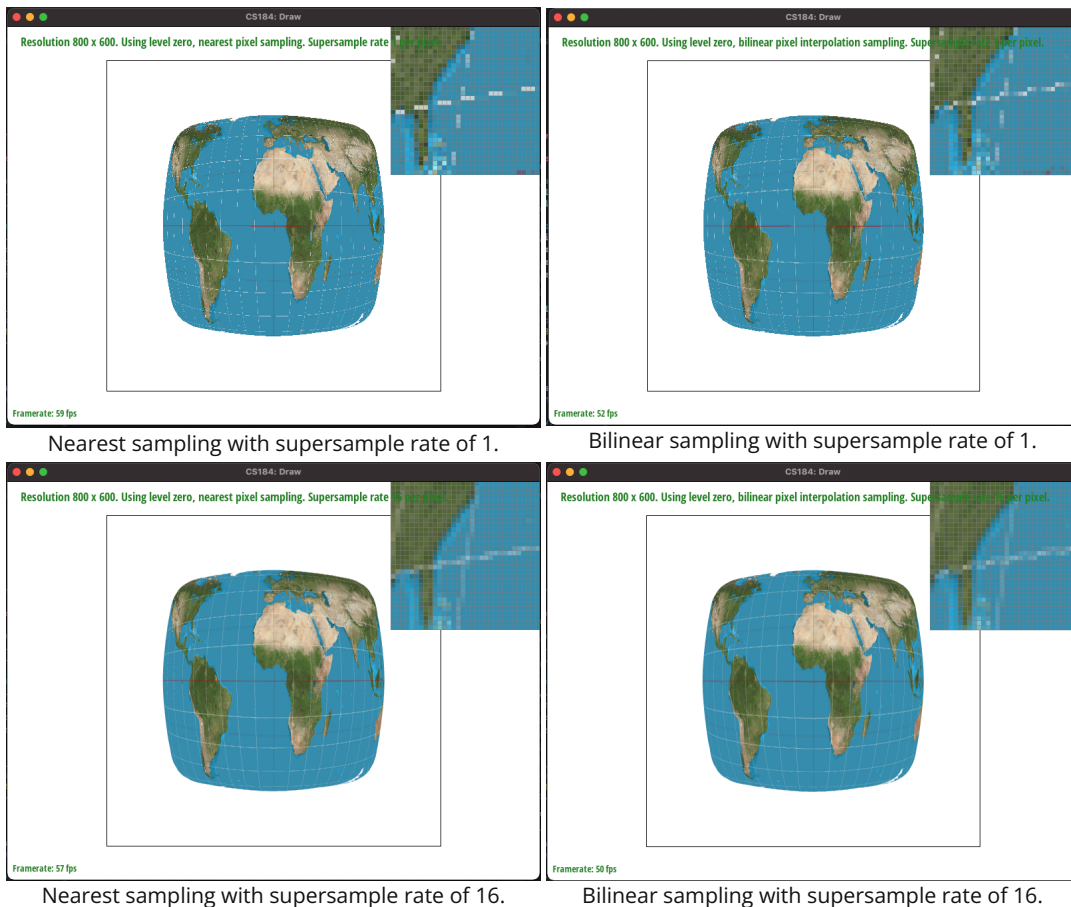 CS184: Draw
Resolution 800 x 600. Using level zero, nearest pixel sampling. Supersample rate
Framerate: 59 fps
Nearest sampling with supersample rate of 1.
CS184: Draw
Resolution 800 x 600. Using level zero, bilinear pixel interpolation sampling. Supersample per pixel.
Framerate: 52 fps
Bilinear sampling with supersample rate of 1.
CS184: Draw
Resolution 800 x 600. Using level zero, nearest pixel sampling. Supersample rate
Framerate: 57 fps
Nearest sampling with supersample rate of 16.
CS184: Draw
Resolution 800 x 600. Using level zero, bilinear pixel interpolation sampling. Supersample per pixel.
Framerate: 50 fps
Bilinear sampling with supersample rate of 16.